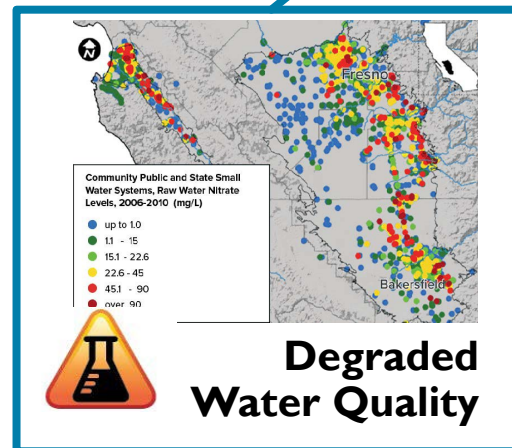 N
Fresno
Community Public and State Small
Water Systems, Raw Water Nitrate
Levels, 2006-2010 (mg/L)
up to 1.0
1.1 - 15
15.1 - 22.6
22.6 - 45
45.1 - 90
over 90
Bakersfield
Degraded
Water Quality